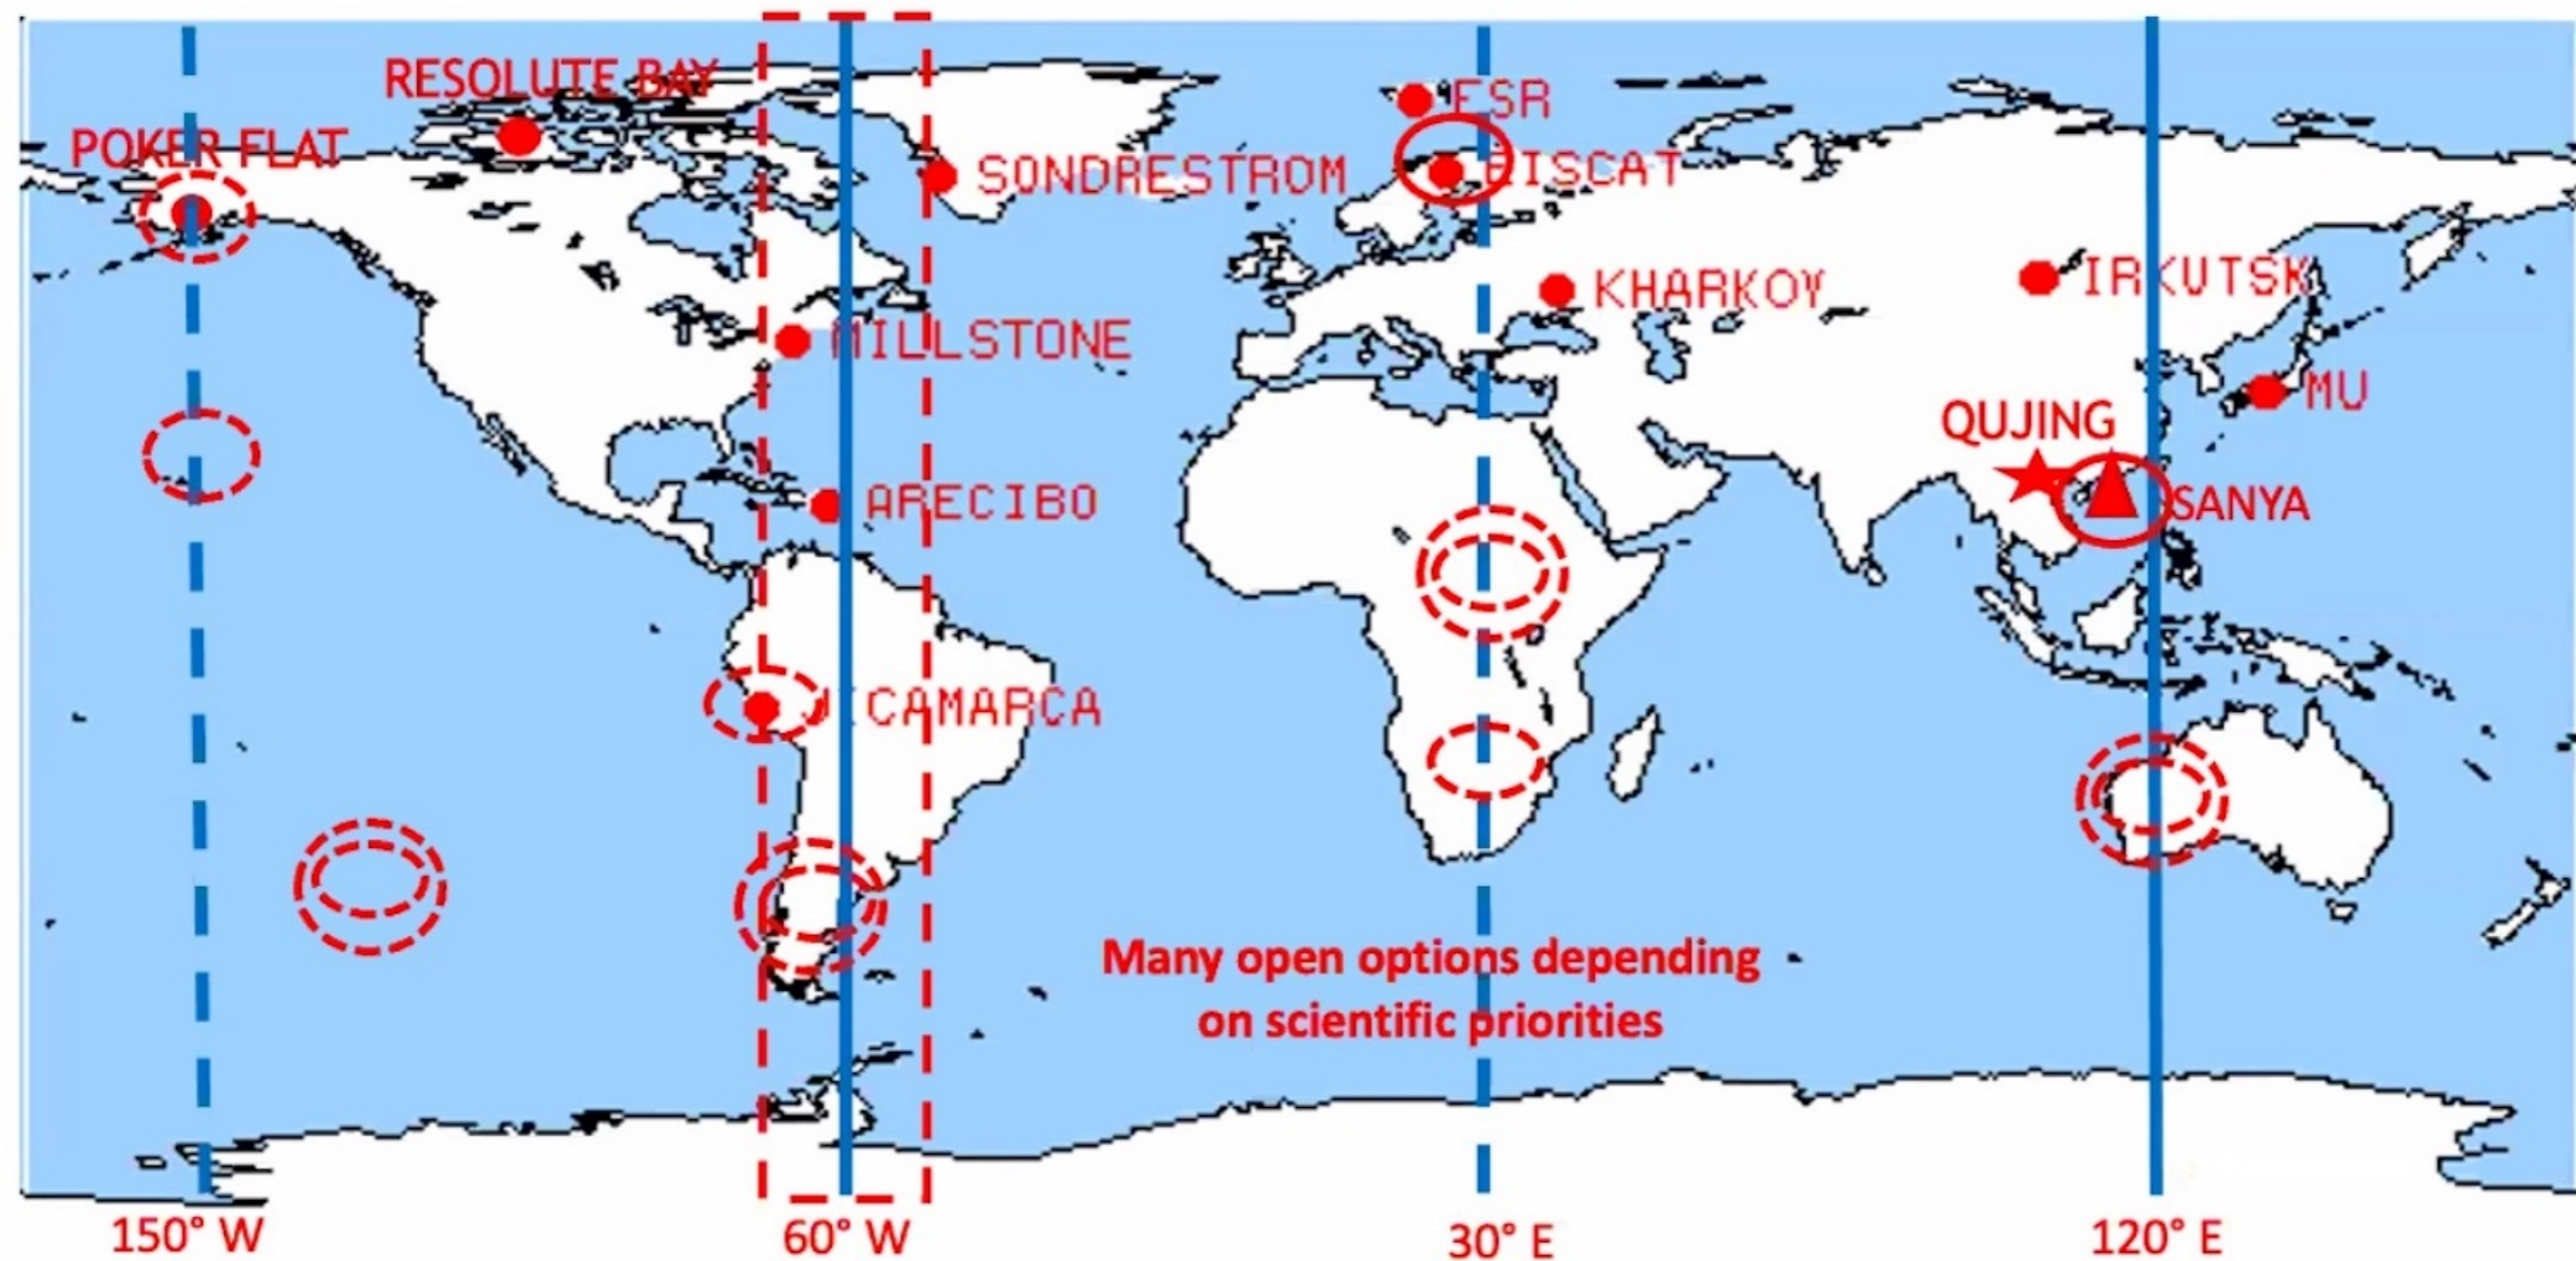 RESOLUTE BAY
ESR
POKER FLAT
SONDRESTROM
EISCAT
IRKUTSK
KHARKOV
MILLSTONE
MU
QUJING
ARECIBO
SANYA
JICAMARCA
Many open options depending
on scientific priorities
150° W
60° W
30° E
120° E